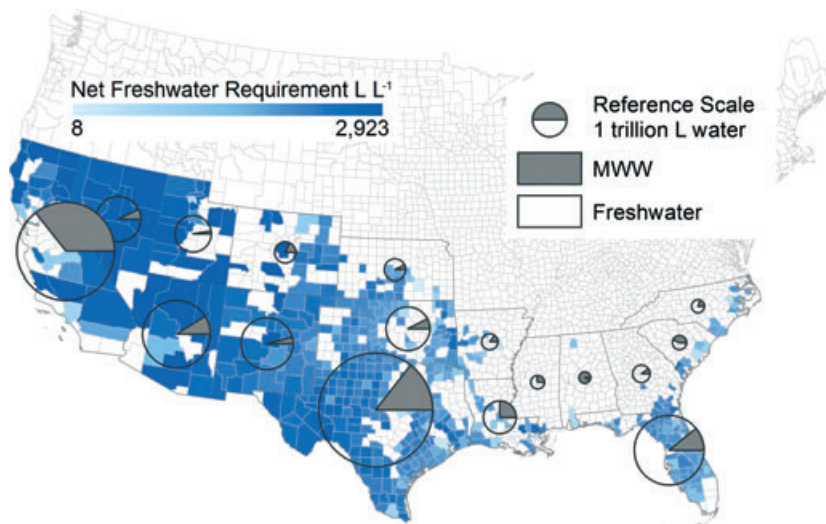 Net Freshwater Requirement L L⁻¹
8 2,923
Reference Scale
1 trillion L water
MWW
Freshwater